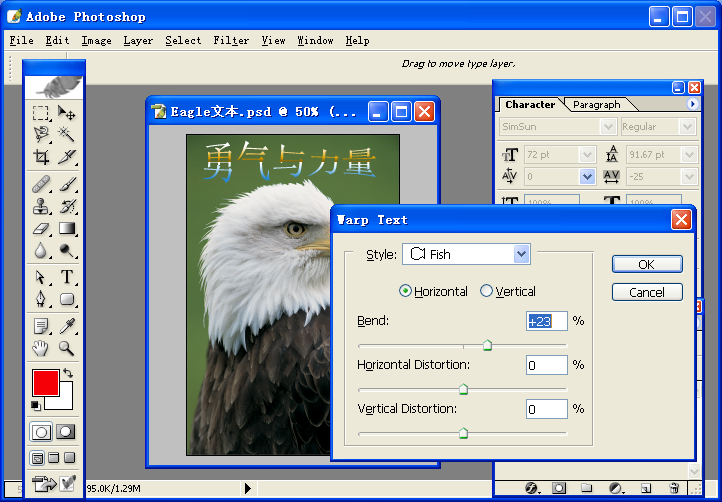 Adobe Photoshop
File Edit Image Layer Select Filter View Window Help
Drag to move type layer.
Eagle文本.psd @ 50% (...
勇气与力量
Character Paragraph
SimSun Regular
72 pt 91.67 pt
0 -25
100% 100%
Warp Text
Style: Fish
OK
Horizontal Vertical
Cancel
Bend: +23 %
Horizontal Distortion: 0 %
Vertical Distortion: 0 %
95.0K/1.29M